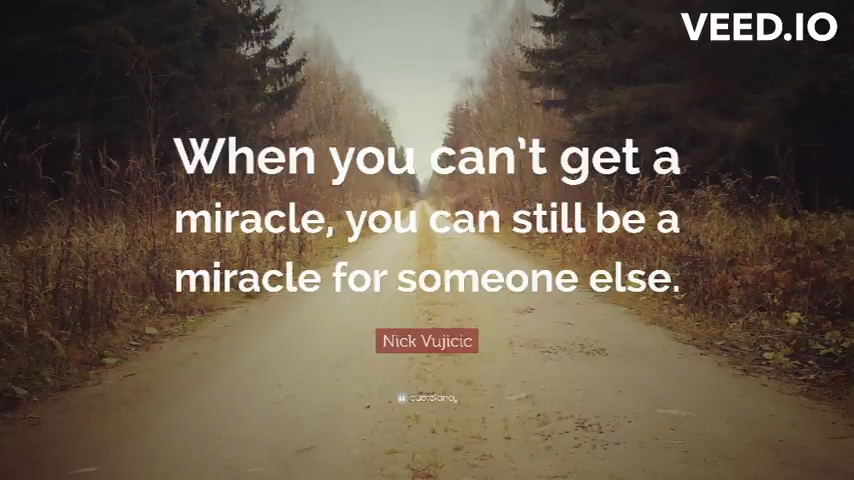 VEED.IO
When you can’t get a
miracle, you can still be a
miracle for someone else.
Nick Vujicic